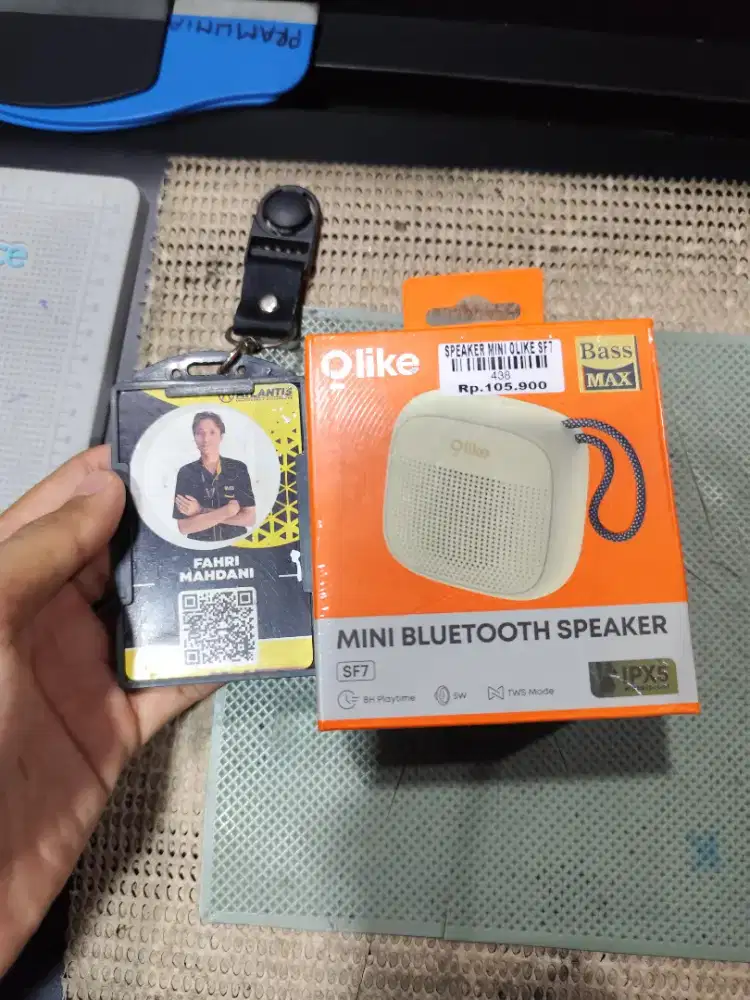 PRAMUNIA
ce
ATLANTIS
FAHRI
MAHDANI
Olike
SPEAKER MINI OLIKE SF7
438
Rp.105.900
Bass
MAX
Olike
MINI BLUETOOTH SPEAKER
SF7
8H Playtime
5W
TWS Mode
IPX5